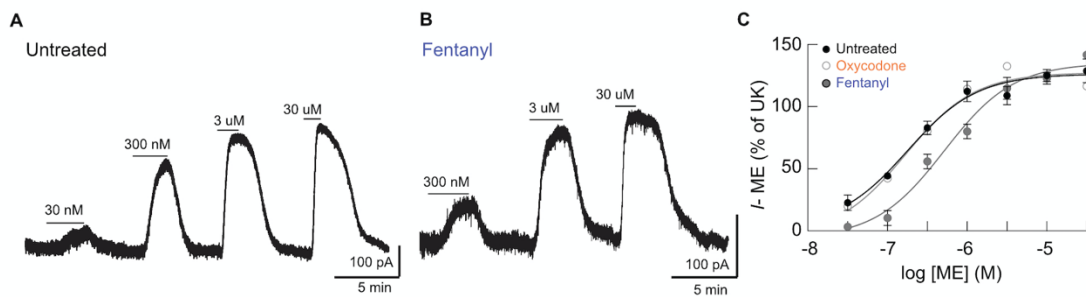 A
Untreated
30 nM
300 nM
3 uM
30 uM
100 pA
5 min
B
Fentanyl
300 nM
3 uM
30 uM
100 pA
5 min
C
150
100
50
0
I- ME (% of UK)
Untreated
Oxycodone
Fentanyl
-8
-7
-6
-5
log [ME] (M)